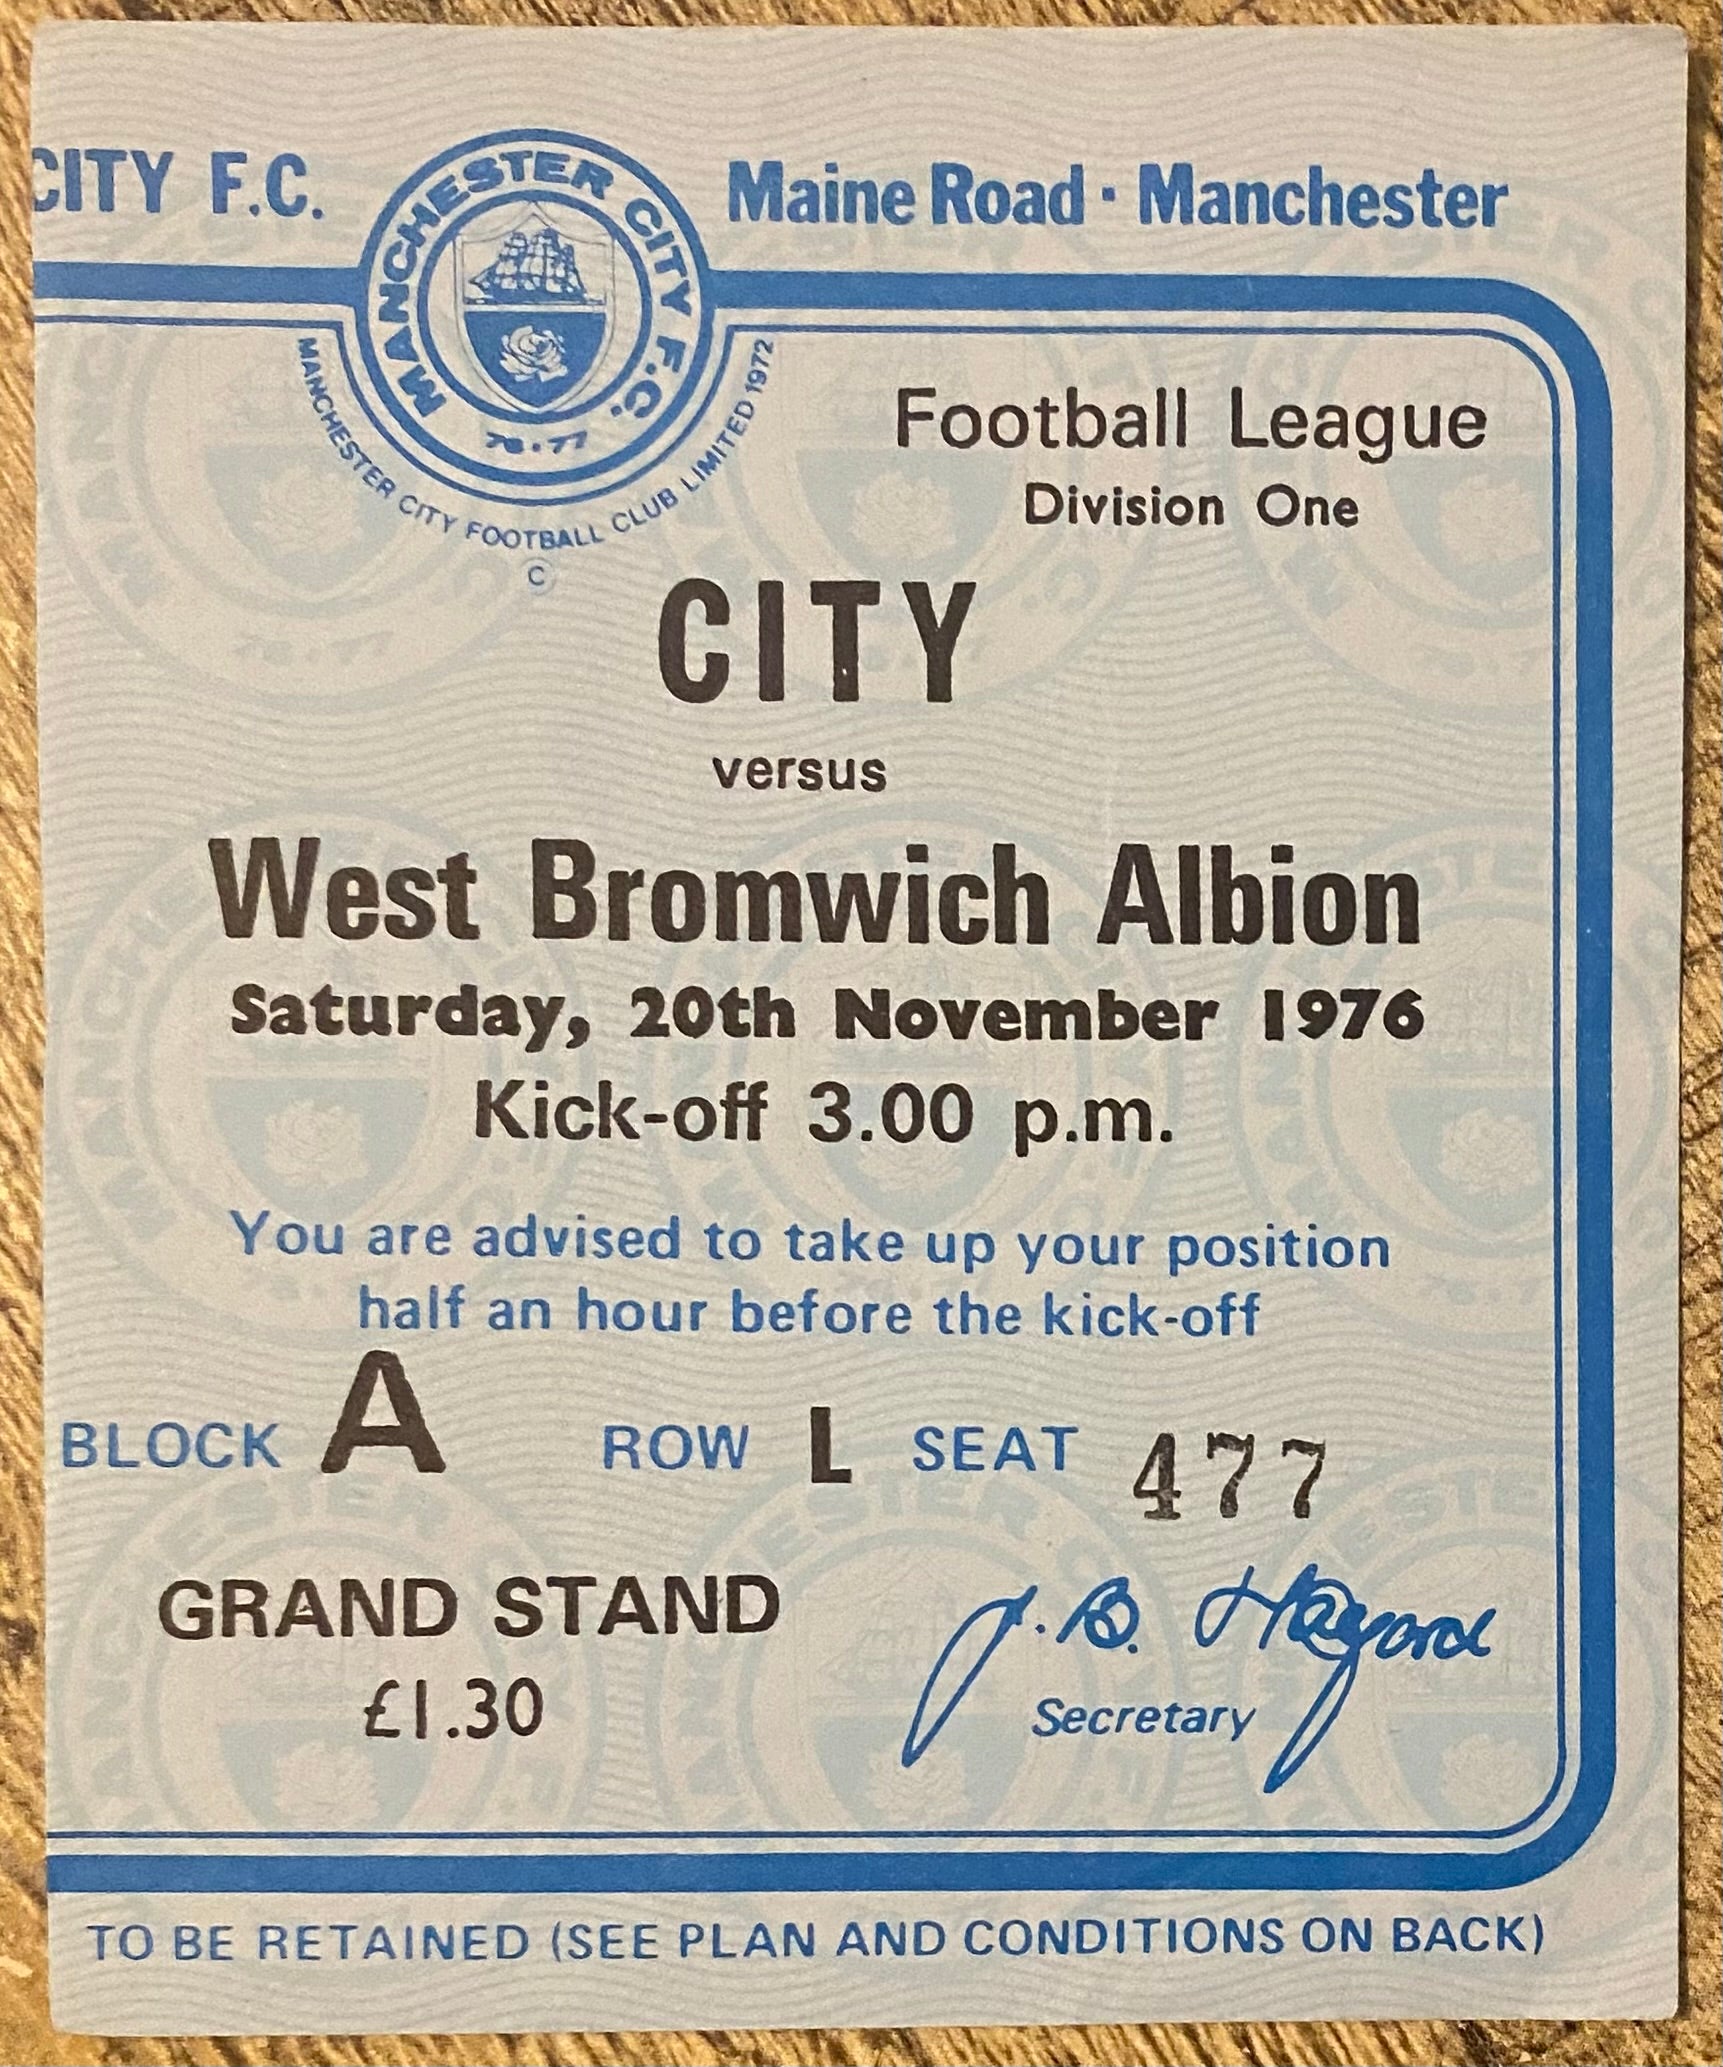 CITY F.C.
MANCHESTER CITY F.C.
76·77
Maine Road · Manchester
MANCHESTER CITY FOOTBALL CLUB LIMITED 1972
©
Football League
Division One
CITY
versus
West Bromwich Albion
Saturday, 20th November 1976
Kick-off 3.00 p.m.
You are advised to take up your position
half an hour before the kick-off
BLOCK A ROW L SEAT 477
GRAND STAND
£1.30
J. B. Halford
Secretary
TO BE RETAINED (SEE PLAN AND CONDITIONS ON BACK)